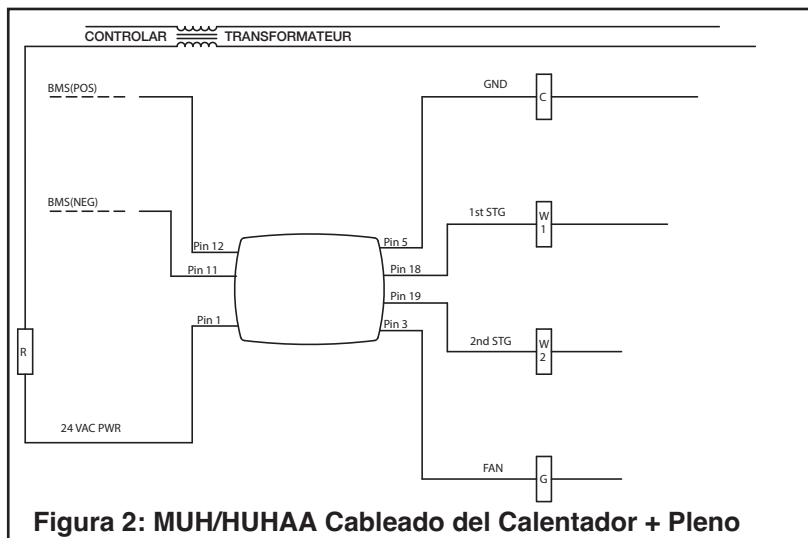 CONTROLAR TRANSFORMATEUR
BMS(POS)
GND
C
BMS(NEG)
1st STG
W
1
Pin 12
Pin 5
Pin 11
Pin 18
Pin 19
Pin 1
Pin 3
R
2nd STG
W
2
24 VAC PWR
FAN
G
Figura 2: MUH/HUHAA Cableado del Calentador + Pleno